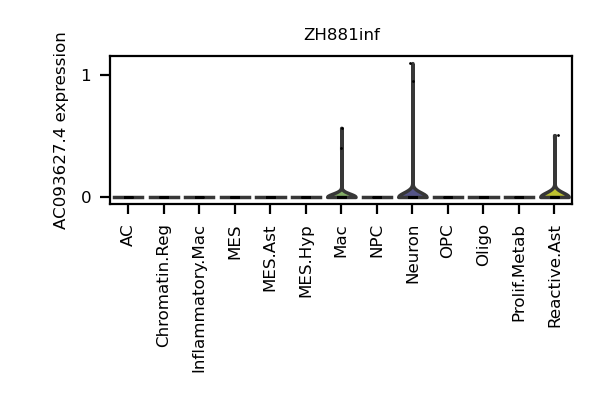 ZH881inf
AC093627.4 expression
1
0
AC
Chromatin.Reg
Inflammatory.Mac
MES
MES.Ast
MES.Hyp
Mac
NPC
Neuron
OPC
Oligo
Prolif.Metab
Reactive.Ast